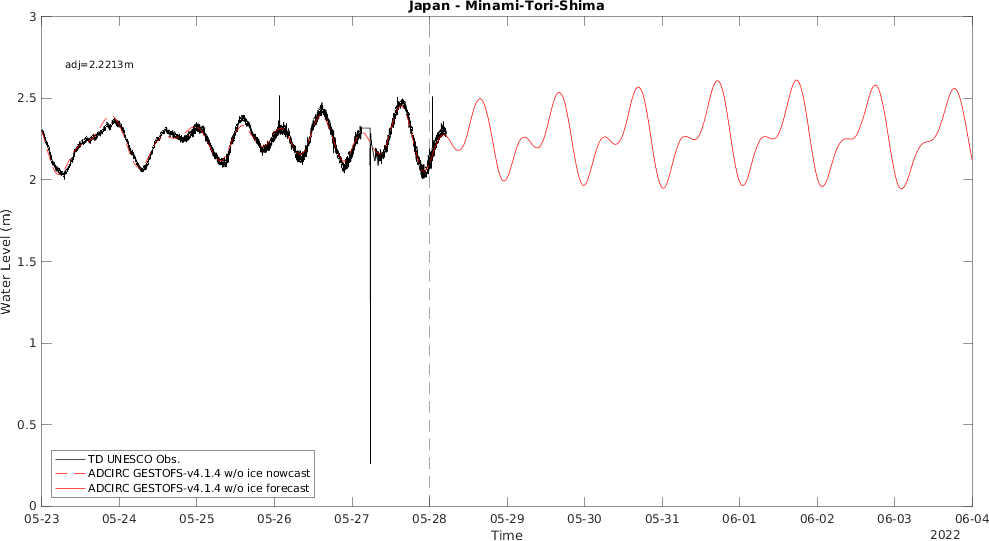 Japan - Minami-Tori-Shima
adj=2.2213m
3
2.5
2
1.5
1
0.5
0
Water Level (m)
TD UNESCO Obs.
ADCIRC GESTOFS-v4.1.4 w/o ice nowcast
ADCIRC GESTOFS-v4.1.4 w/o ice forecast
05-23 05-24 05-25 05-26 05-27 05-28 05-29 05-30 05-31 06-01 06-02 06-03 06-04
Time
2022